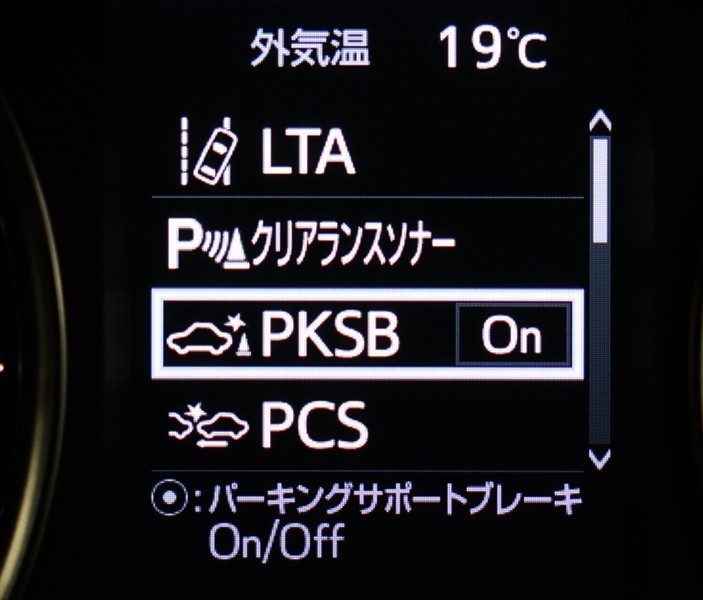 外気温 19℃
LTA
Pクリアランスソナー
PKSB On
PCS
:パーキングサポートブレーキ
On/Off